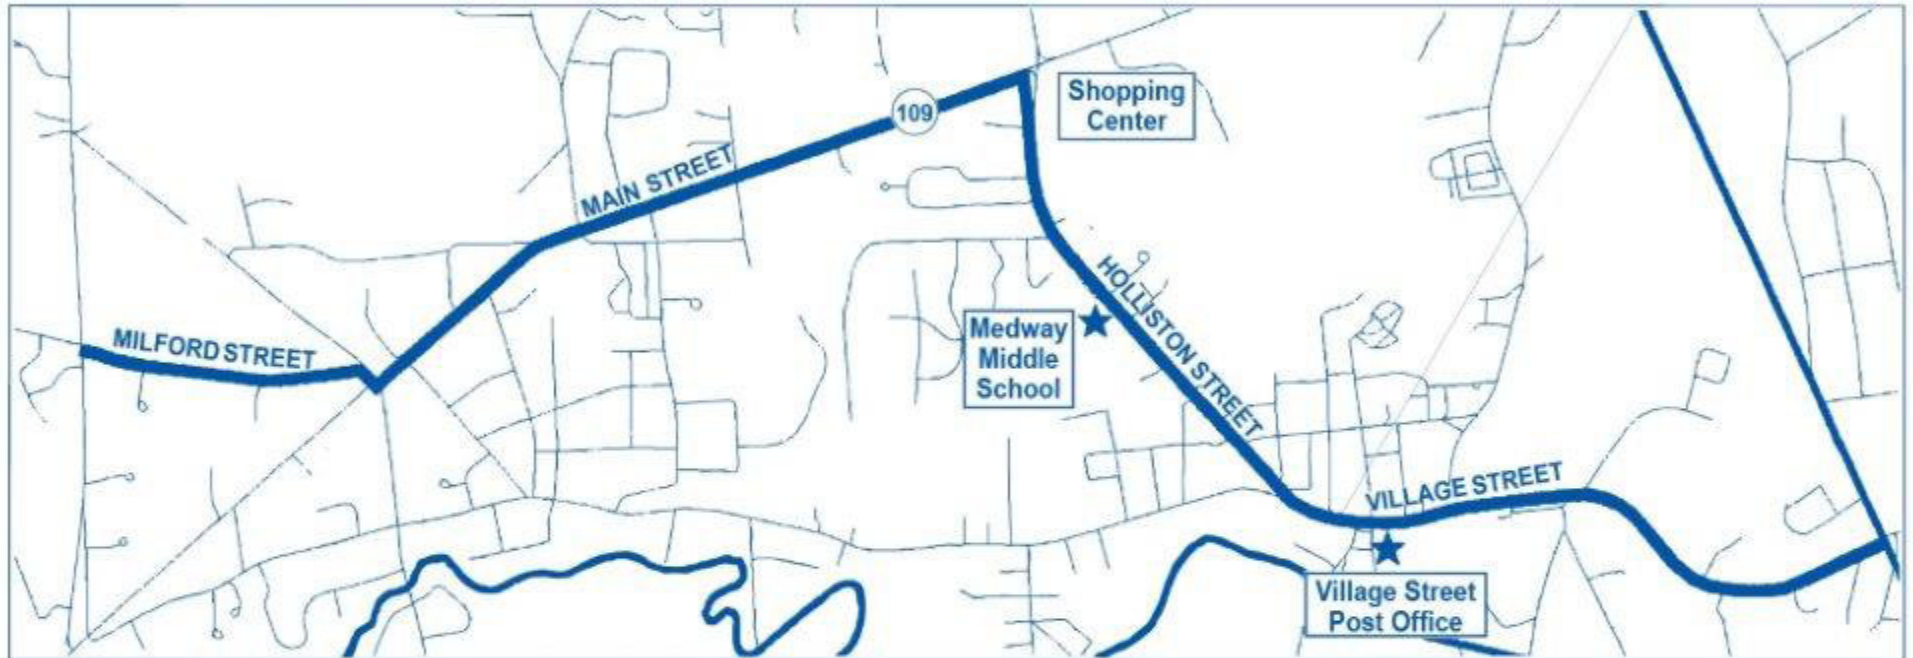 109
Shopping
Center
MAIN STREET
HOLLISTON STREET
Medway
Middle
School
MILFORD STREET
VILLAGE STREET
Village Street
Post Office